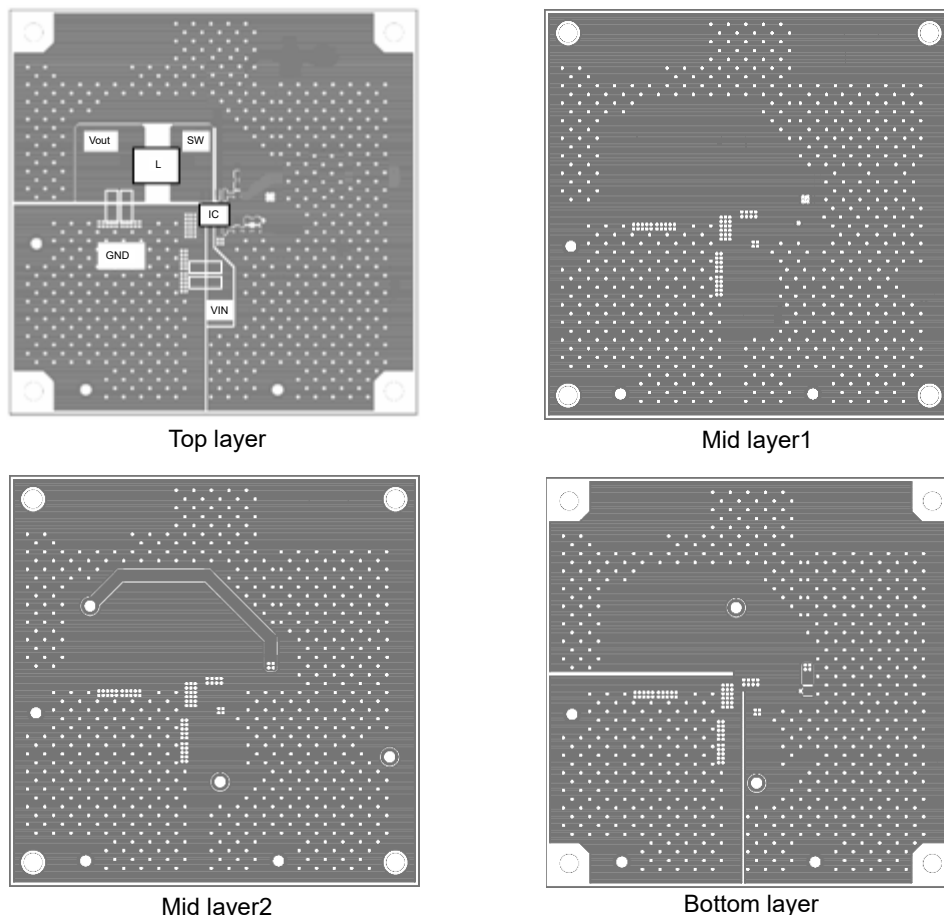 Vout
SW
L
IC
GND
VIN
Top layer
Mid layer1
Mid layer2
Bottom layer